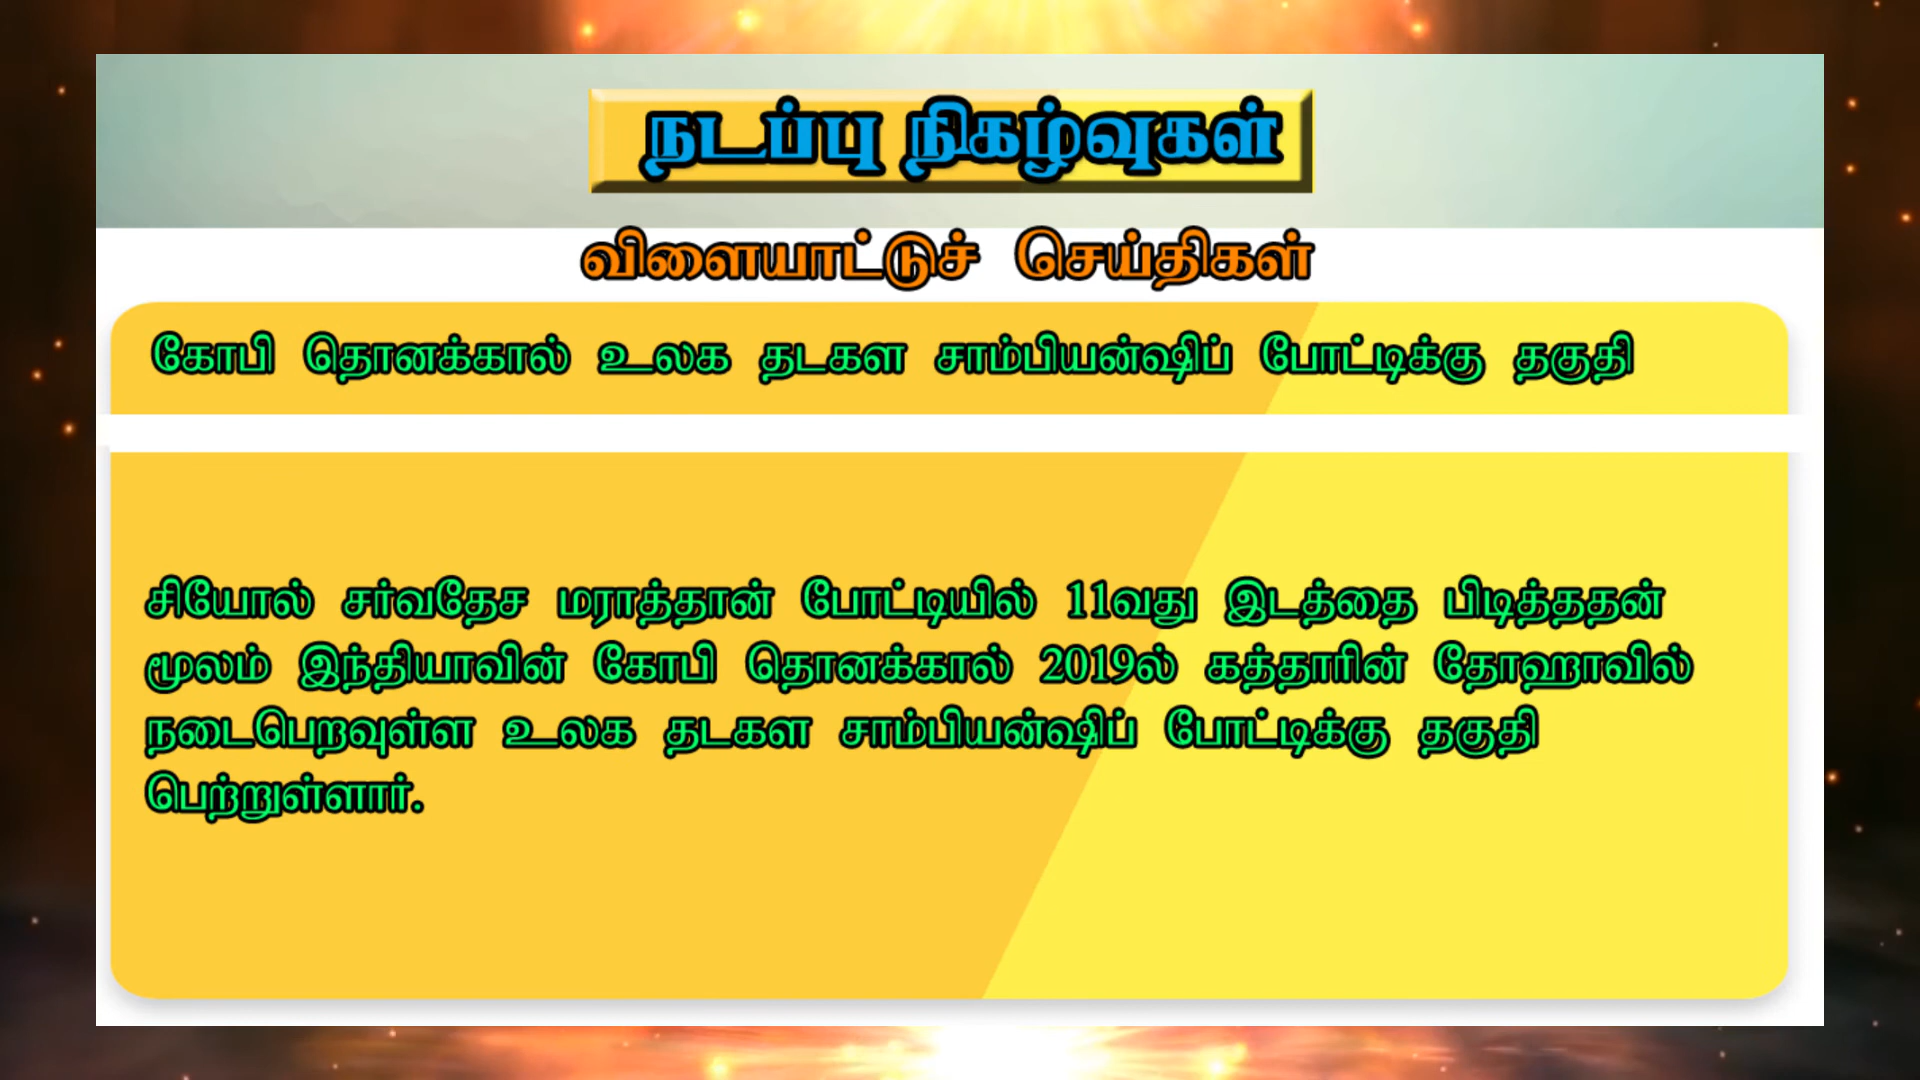 நடப்பு நிகழ்வுகள்
விளையாட்டுச் செய்திகள்
கோபி தொனக்கால் உலக தடகள சாம்பியன்ஷிப் போட்டிக்கு தகுதி
சியோல் சர்வதேச மராத்தான் போட்டியில் 11வது இடத்தை பிடித்ததன்
மூலம் இந்தியாவின் கோபி தொனக்கால் 2019ல் கத்தாரின் தோஹாவில்
நடைபெறவுள்ள உலக தடகள சாம்பியன்ஷிப் போட்டிக்கு தகுதி
பெற்றுள்ளார்.